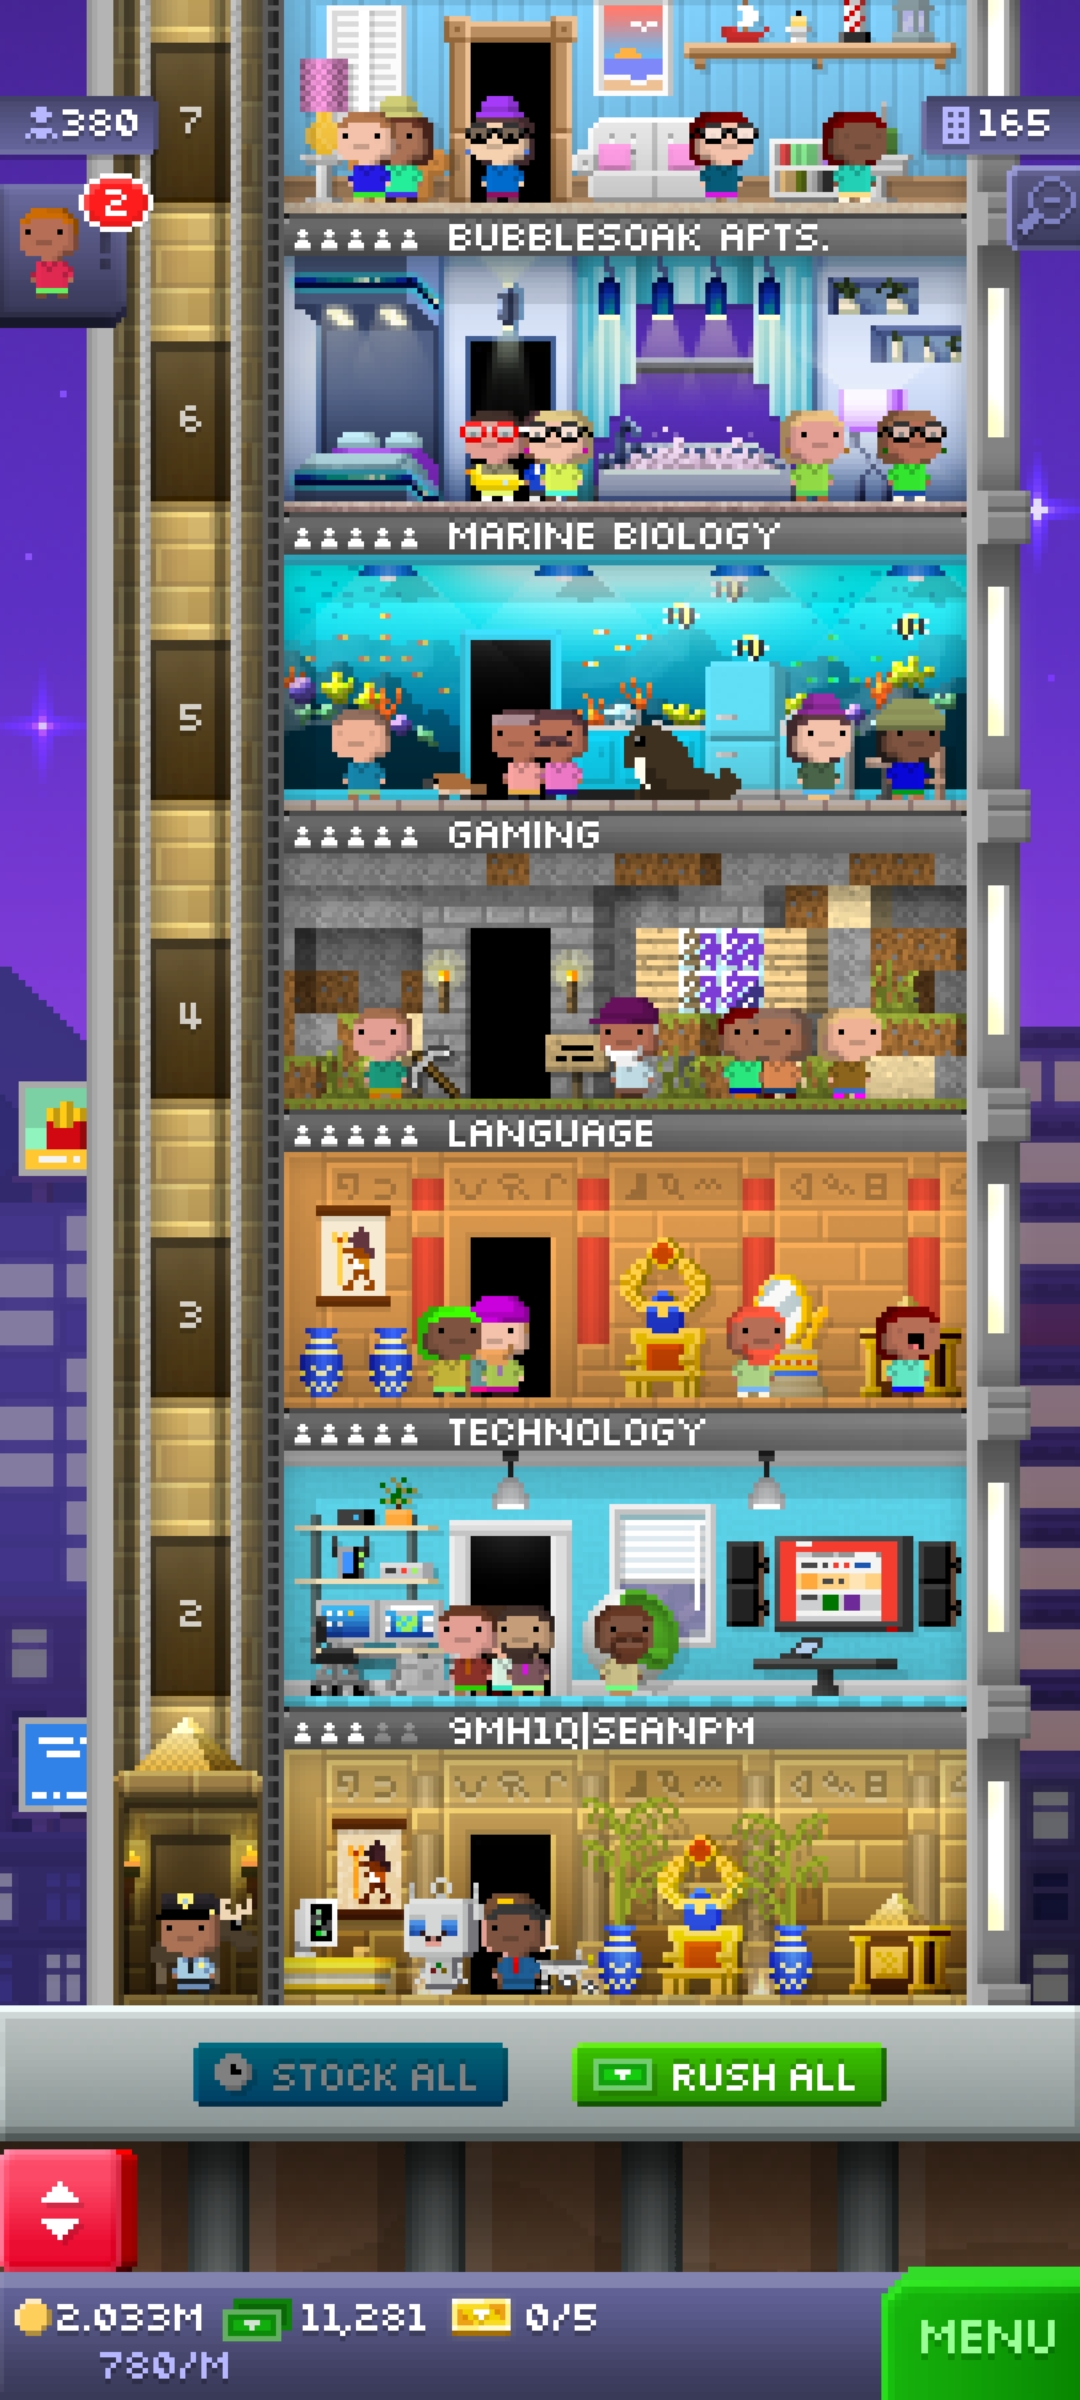 7
380
165
2
BUBBLESOAK APTS.
6
MARINE BIOLOGY
5
GAMING
4
LANGUAGE
3
TECHNOLOGY
2
9MH1Q|SEANPM
STOCK ALL
RUSH ALL
2.033M
11,281
0/5
780/M
MENU